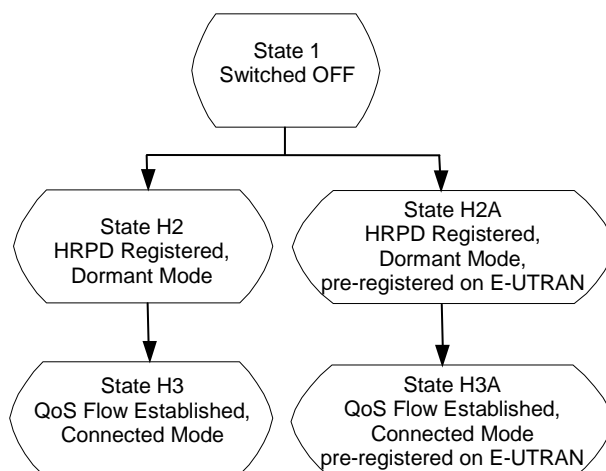 State 1
Switched OFF
State H2
HRPD Registered,
Dormant Mode
State H2A
HRPD Registered,
Dormant Mode,
pre-registered on E-UTRAN
State H3
QoS Flow Established,
Connected Mode
State H3A
QoS Flow Established,
Connected Mode
pre-registered on E-UTRAN